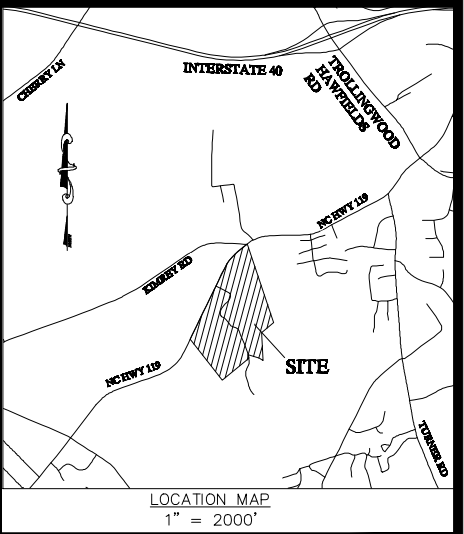 CHERRY LN
INTERSTATE 40
TROLLINGWOOD
HAWFIELDS
RD
NC HWY 119
KIMREY RD
NC HWY 119
SITE
TURNER RD
LOCATION MAP
1" = 2000'